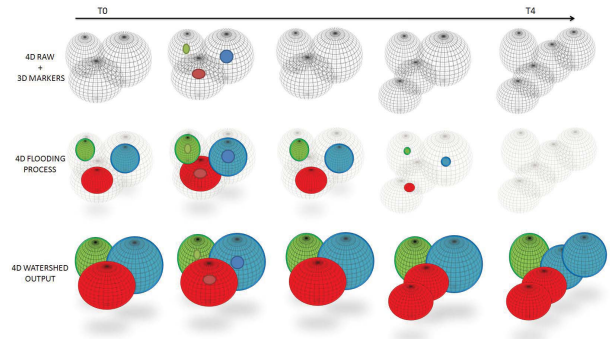 T0
T4
4D RAW
+
3D MARKERS
4D FLOODING
PROCESS
4D WATERSHED
OUTPUT